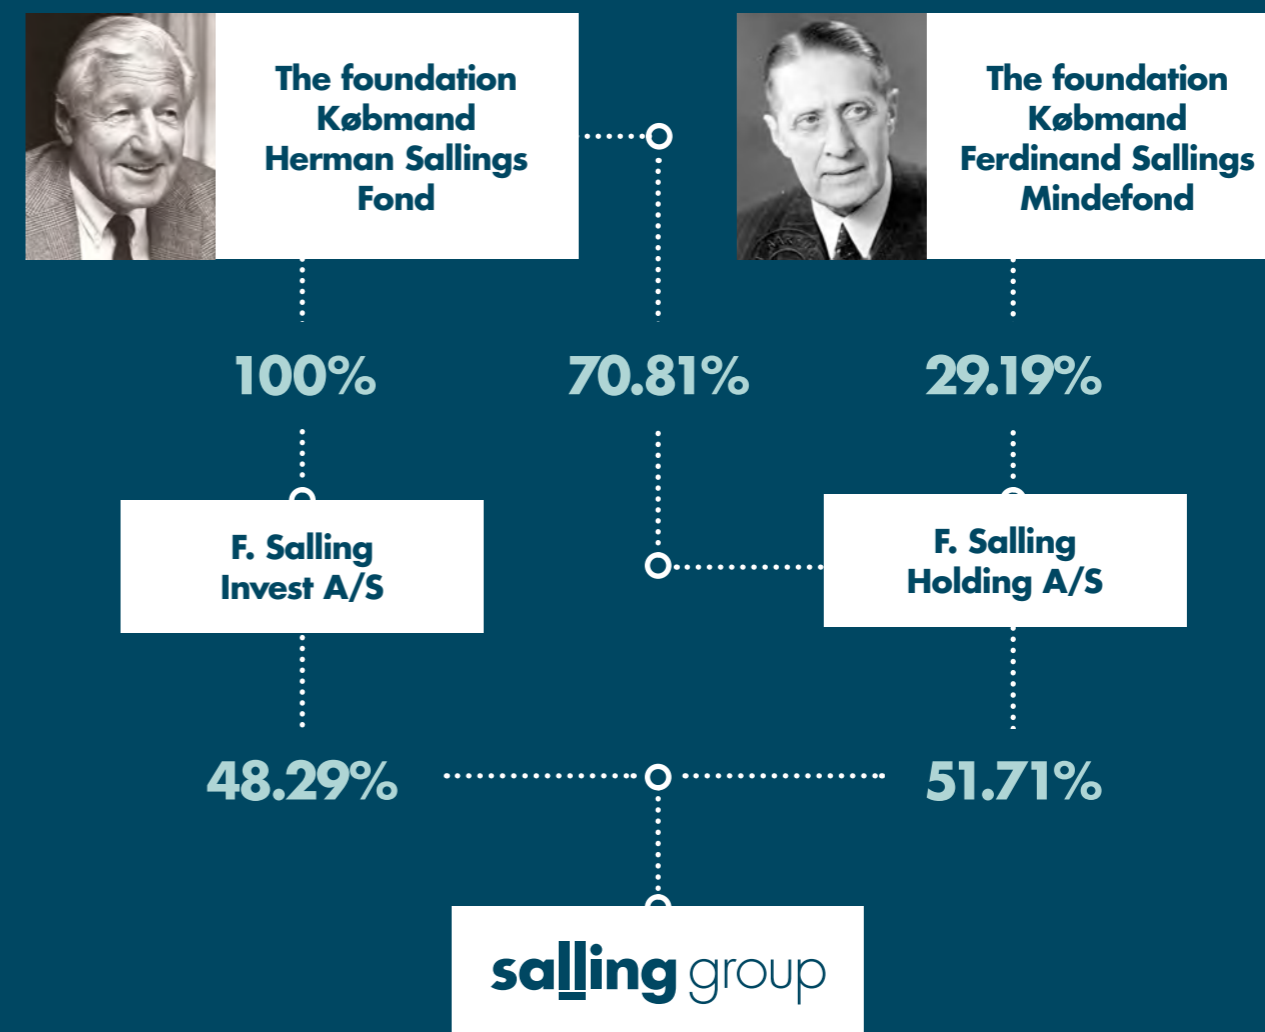 The foundation
Købmand
Herman Sallings
Fond
The foundation
Købmand
Ferdinand Sallings
Mindefond
100%
70.81%
29.19%
F. Salling
Invest A/S
F. Salling
Holding A/S
48.29%
51.71%
salling group